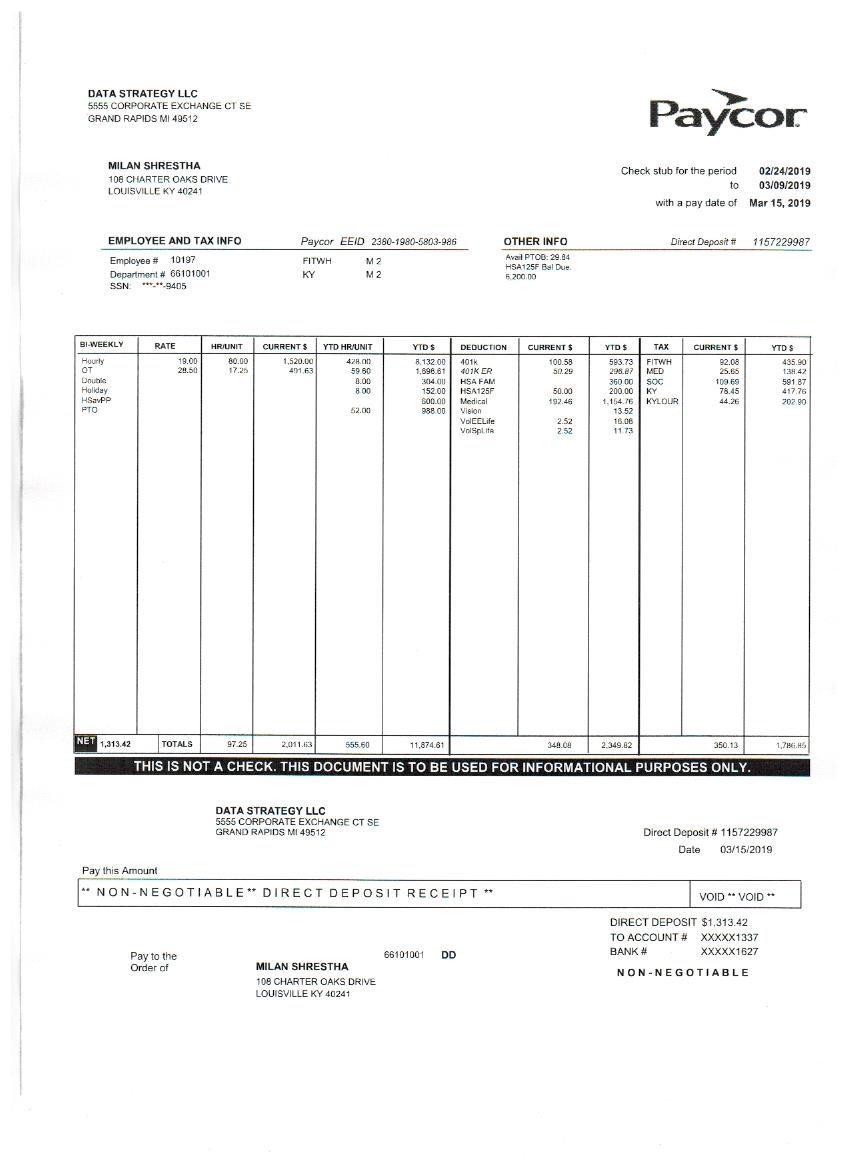 DATA STRATEGY LLC
5555 CORPORATE EXCHANGE CT SE
GRAND RAPIDS MI 49512
Paycor
MILAN SHRESTHA
108 CHARTER OAKS DRIVE
LOUISVILLE KY 40241
Check stub for the period 02/24/2019
to 03/09/2019
with a pay date of Mar 15, 2019
EMPLOYEE AND TAX INFO Paycor EEID 2380-1980-5803-986
Employee # 10197 FITWH M 2
Department # 66101001 KY M 2
SSN: ***-**-9405
OTHER INFO Direct Deposit # 1157229987
Avail PTOB: 29.84
HSA125F Bal Due:
6,200.00
BI-WEEKLY RATE HR/UNIT CURRENT $ YTD HR/UNIT YTD $ DEDUCTION CURRENT $ YTD $ TAX CURRENT $ YTD $
Hourly 19.00 80.00 1,520.00 428.00 8,132.00 401k 100.58 593.73 FITWH 92.08 435.90
OT 28.50 17.25 491.63 59.60 1,698.61 401K ER 50.29 296.87 MED 25.65 138.42
Double 8.00 304.00 HSA FAM 360.00 SOC 109.69 591.87
Holiday 8.00 152.00 HSA125F 50.00 200.00 KY 78.45 417.76
HSavPP 600.00 Medical 192.46 1,154.76 KYLOUR 44.26 202.90
PTO 52.00 988.00 Vision 13.52
VolEELife 2.52 16.08
VolSpLife 2.52 11.73
NET 1,313.42 TOTALS 97.25 2,011.63 555.60 11,874.61 348.08 2,349.82 350.13 1,786.85
THIS IS NOT A CHECK. THIS DOCUMENT IS TO BE USED FOR INFORMATIONAL PURPOSES ONLY.
DATA STRATEGY LLC
5555 CORPORATE EXCHANGE CT SE
GRAND RAPIDS MI 49512
Direct Deposit # 1157229987
Date 03/15/2019
Pay this Amount
** NON-NEGOTIABLE ** DIRECT DEPOSIT RECEIPT **
VOID ** VOID **
DIRECT DEPOSIT $1,313.42
TO ACCOUNT # XXXXX1337
BANK # XXXXX1627
NON-NEGOTIABLE
Pay to the
Order of
66101001 DD
MILAN SHRESTHA
108 CHARTER OAKS DRIVE
LOUISVILLE KY 40241